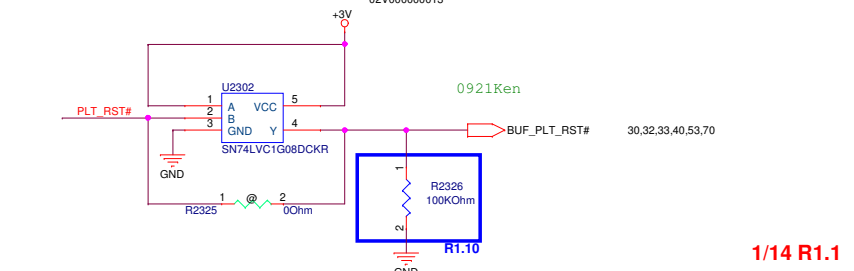 +3V
U2302
0921Ken
1 A VCC 5
PLT_RST# 2 B
3 GND Y 4
BUF_PLT_RST# 30,32,33,40,53,70
SN74LVC1G08DCKR
GND
1
R2326
100KOhm
1 @ 2
R2325 0Ohm
2
R1.10
1/14 R1.1
GND